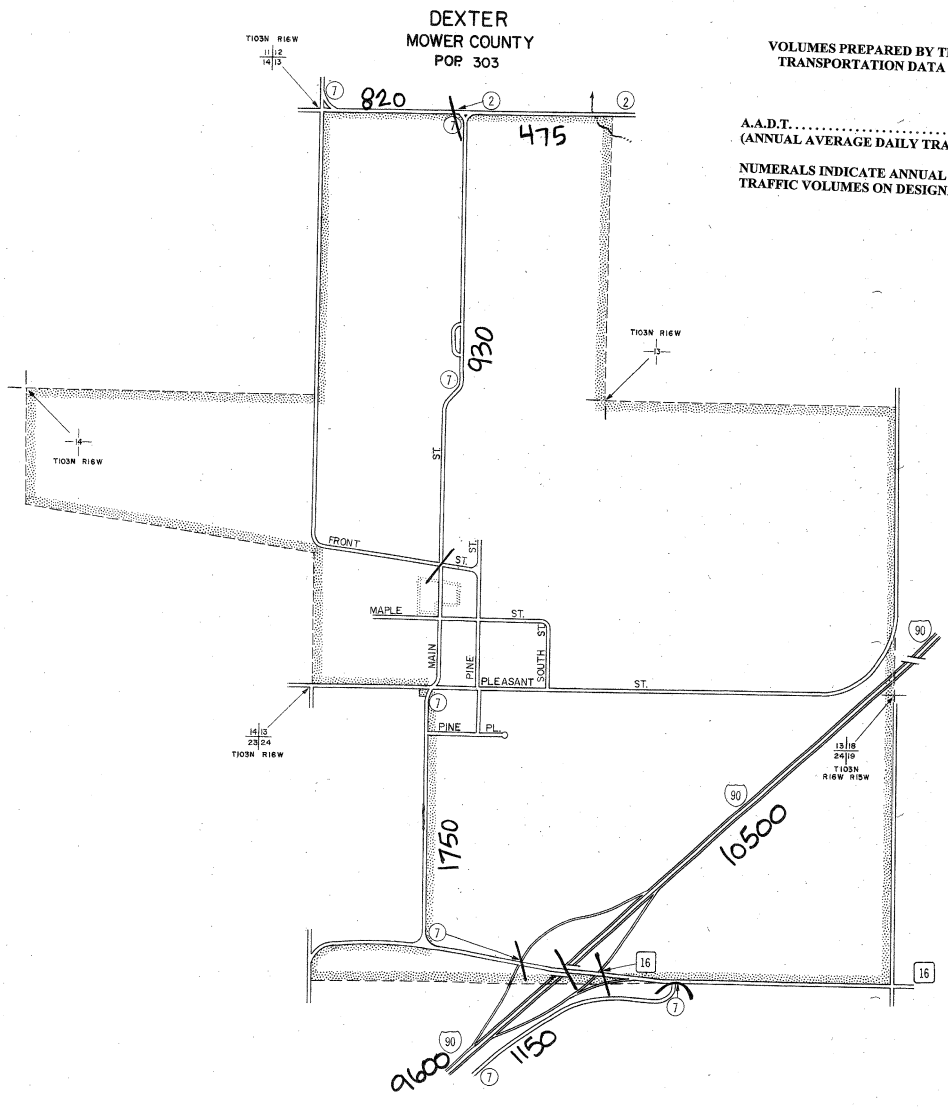 DEXTER
MOWER COUNTY
POP. 303
T103N R16W
11 12
14 13
VOLUMES PREPARED BY T
TRANSPORTATION DATA
A.A.D.T.
(ANNUAL AVERAGE DAILY TRA
NUMERALS INDICATE ANNUAL
TRAFFIC VOLUMES ON DESIGN
7
820
2
2
7
475
930
7
T103N R16W
13
14
T103N R16W
ST.
FRONT
ST.
ST.
MAPLE
ST.
MAIN
PINE
SOUTH ST.
PLEASANT
ST.
90
7
PINE PL.
14 13
23 24
T103N R16W
13 18
24 19
T103N
R16W R15W
90
10500
1750
7
16
16
7
90
9600
1150
7